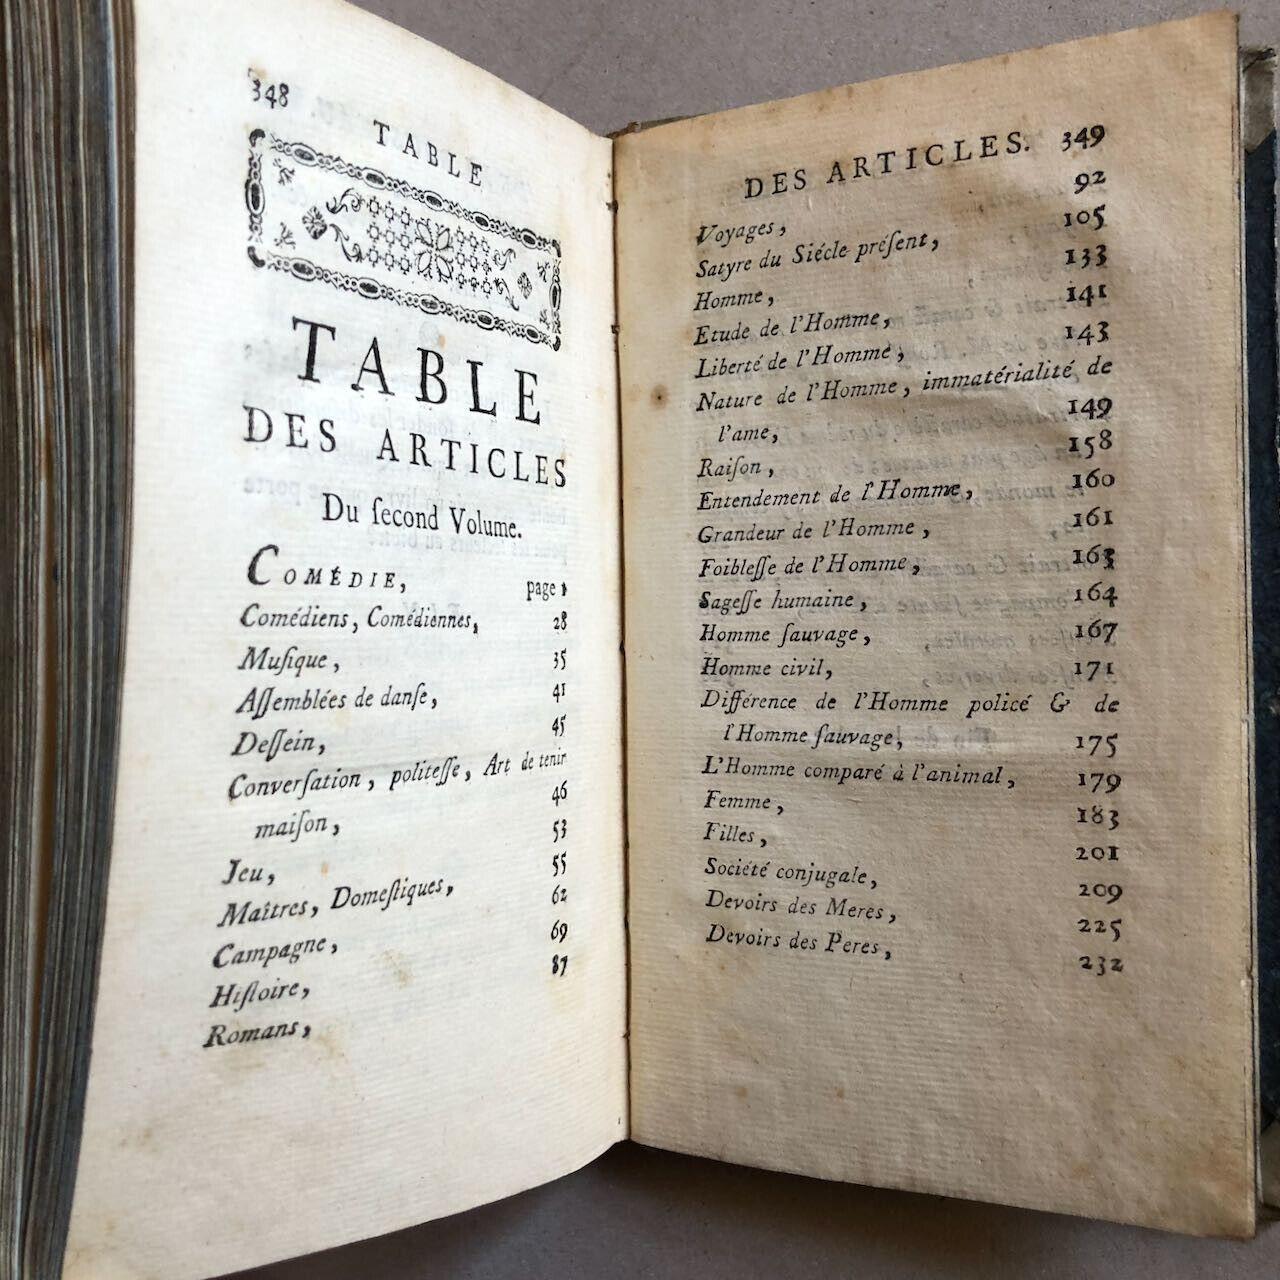 348
TABLE
TABLE
DES ARTICLES
Du ſecond Volume.
COMÉDIE, page 1
Comédiens, Comédiennes, 28
Muſique, 35
Aſſemblées de danſe, 41
Deſſein, 45
Converſation, politeſſe, Art de tenir
maiſon, 46
Jeu, 53
Maîtres, Domeſtiques, 55
Campagne, 62
Hiſtoire, 69
Romans, 87
DES ARTICLES. 349
Voyages, 92
Satyre du Siécle préſent, 105
Homme, 133
Etude de l'Homme, 141
Liberté de l'Homme, 143
Nature de l'Homme, immatérialité de
l'ame, 149
Raiſon, 158
Entendement de l'Homme, 160
Grandeur de l'Homme, 161
Foibleſſe de l'Homme, 163
Sageſſe humaine, 164
Homme ſauvage, 167
Homme civil, 171
Différence de l'Homme policé & de
l'Homme ſauvage, 175
L'Homme comparé à l'animal, 179
Femme, 183
Filles, 201
Société conjugale, 209
Devoirs des Meres, 225
Devoirs des Peres, 232